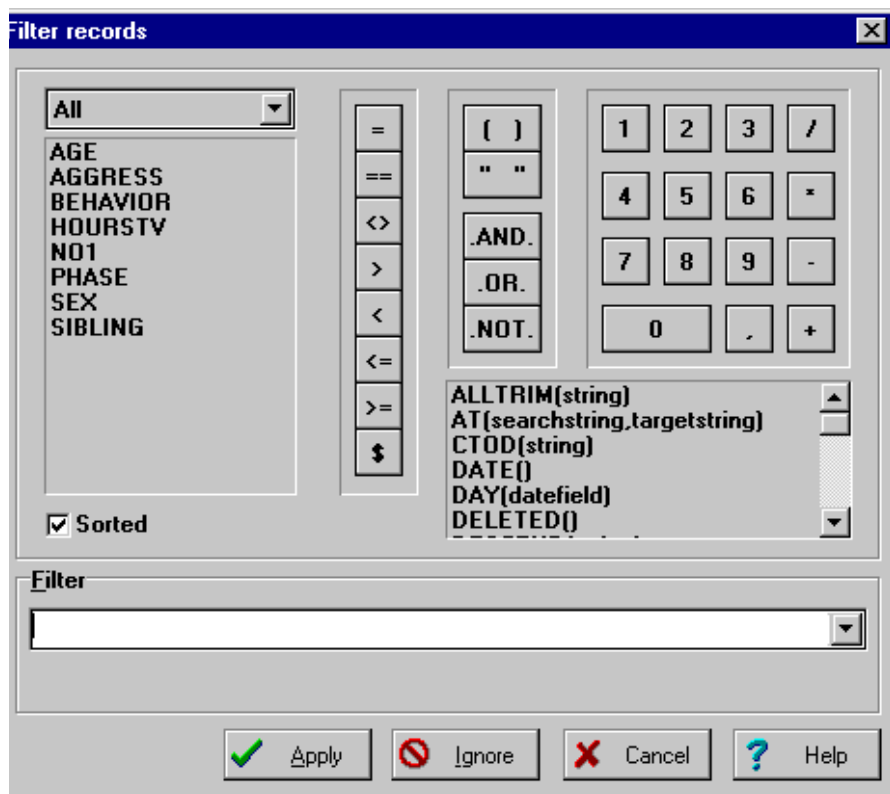 Filter records
All
AGE
AGGRESS
BEHAVIOR
HOURSTV
NO1
PHASE
SEX
SIBLING
Sorted
=
==
<>
>
<
<=
>=
$
( )
" "
.AND.
.OR.
.NOT.
1 2 3 /
4 5 6 *
7 8 9 -
0 , +
ALLTRIM(string)
AT(searchstring,targetstring)
CTOD(string)
DATE()
DAY(datefield)
DELETED()
Filter
Apply Ignore Cancel ? Help